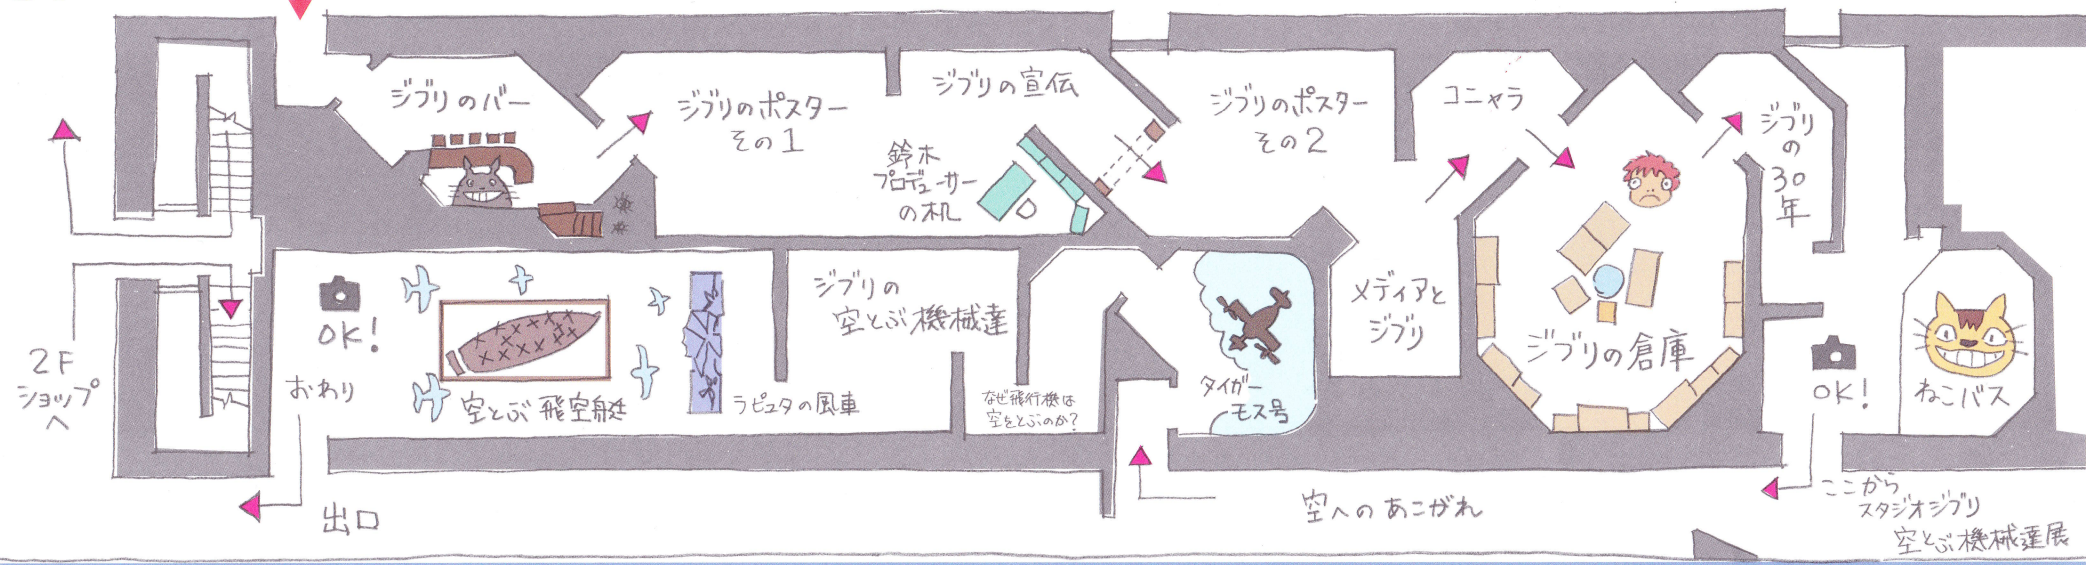 ジブリのバー
ジブリのポスター
その1
ジブリの宣伝
鈴木
プロデューサー
の机
ジブリのポスター
その2
コニャラ
ジブリ
の
30
年
メディアと
ジブリ
ジブリの倉庫
OK!
ねこバス
ここから
スタジオジブリ
空とぶ機械達展
空へのあこがれ
タイガー
モス号
なぜ飛行機は
空をとぶのか?
ジブリの
空とぶ機械達
ラピュタの風車
空とぶ飛空艇
OK!
おわり
出口
2F
ショップ
へ